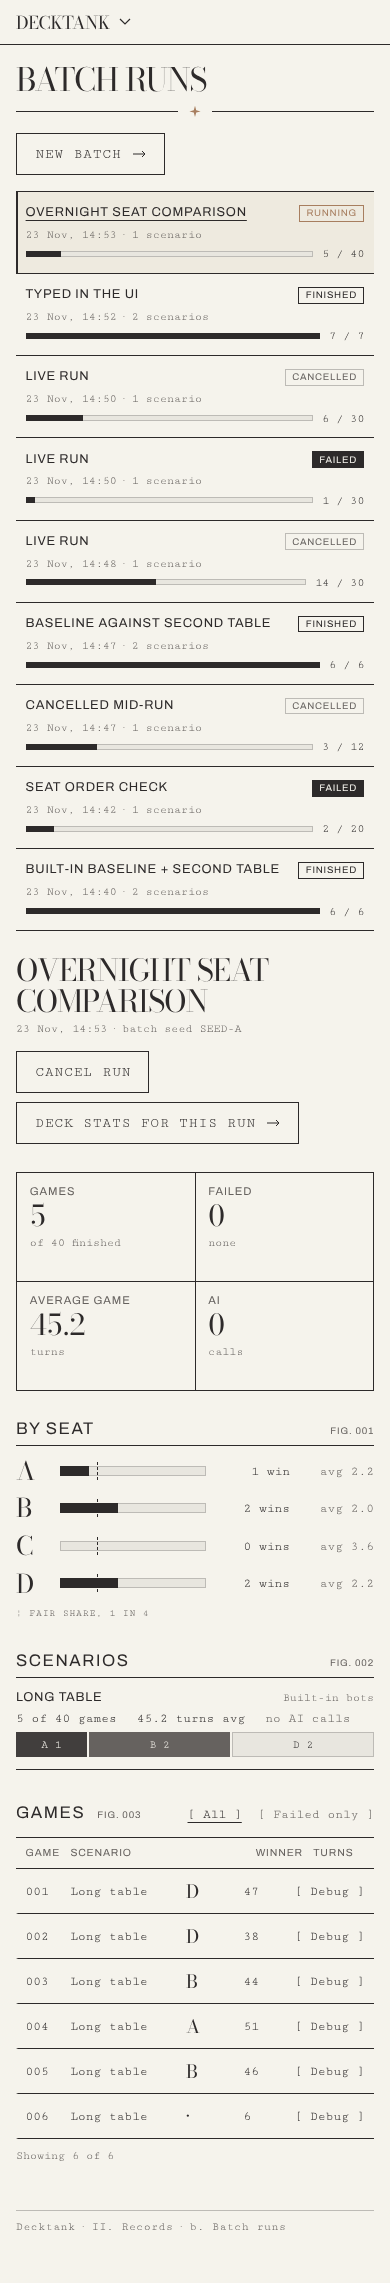 DECKTANK
BATCH RUNS
NEW BATCH →
OVERNIGHT SEAT COMPARISON RUNNING
23 Nov, 14:53 · 1 scenario
5 / 40
TYPED IN THE UI FINISHED
23 Nov, 14:52 · 2 scenarios
7 / 7
LIVE RUN CANCELLED
23 Nov, 14:50 · 1 scenario
6 / 30
LIVE RUN FAILED
23 Nov, 14:50 · 1 scenario
1 / 30
LIVE RUN CANCELLED
23 Nov, 14:48 · 1 scenario
14 / 30
BASELINE AGAINST SECOND TABLE FINISHED
23 Nov, 14:47 · 2 scenarios
6 / 6
CANCELLED MID-RUN CANCELLED
23 Nov, 14:47 · 1 scenario
3 / 12
SEAT ORDER CHECK FAILED
23 Nov, 14:42 · 1 scenario
2 / 20
BUILT-IN BASELINE + SECOND TABLE FINISHED
23 Nov, 14:40 · 2 scenarios
6 / 6
OVERNIGHT SEAT
COMPARISON
23 Nov, 14:53 · batch seed SEED-A
CANCEL RUN
DECK STATS FOR THIS RUN →
GAMES FAILED
5 0
of 40 finished none
AVERAGE GAME AI
45.2 0
turns calls
BY SEAT FIG. 001
A 1 win avg 2.2
B 2 wins avg 2.0
C 0 wins avg 3.6
D 2 wins avg 2.2
FAIR SHARE, 1 IN 4
SCENARIOS FIG. 002
LONG TABLE Built-in bots
5 of 40 games 45.2 turns avg no AI calls
A 1 B 2 D 2
GAMES FIG. 003 [ All ] [ Failed only ]
GAME SCENARIO WINNER TURNS
001 Long table D 47 [ Debug ]
002 Long table D 38 [ Debug ]
003 Long table B 44 [ Debug ]
004 Long table A 51 [ Debug ]
005 Long table B 46 [ Debug ]
006 Long table · 6 [ Debug ]
Showing 6 of 6
Decktank · II. Records · b. Batch runs